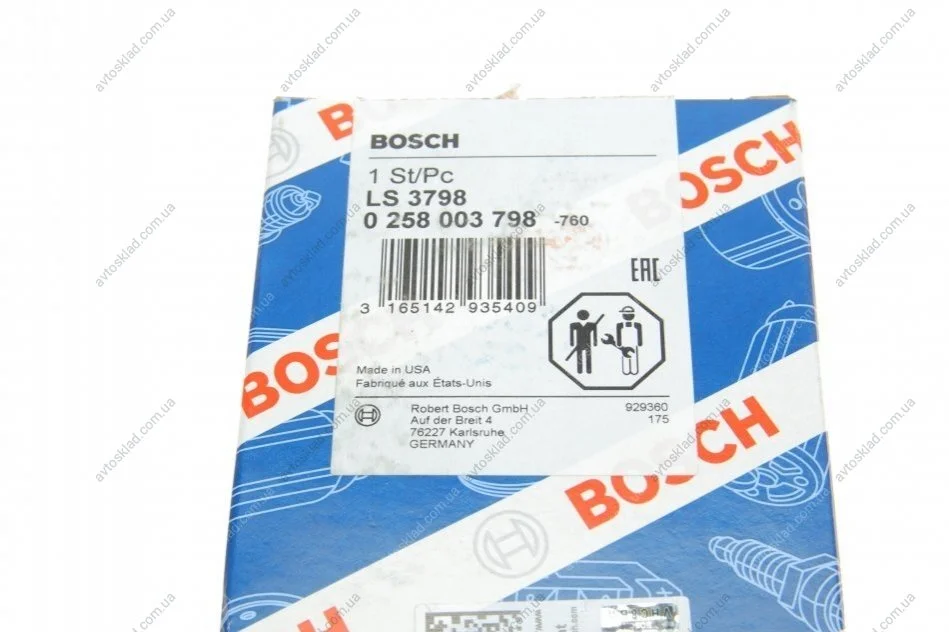 BOSCH
1 St/Pc
LS 3798
0 258 003 798 -760
3 165142 935409
EAC
Made in USA
Fabriqué aux États-Unis
Robert Bosch GmbH
Auf der Breit 4
76227 Karlsruhe
GERMANY
929360
175
BOSCH
BOSCH
BOSCH
avtosklad.com.ua